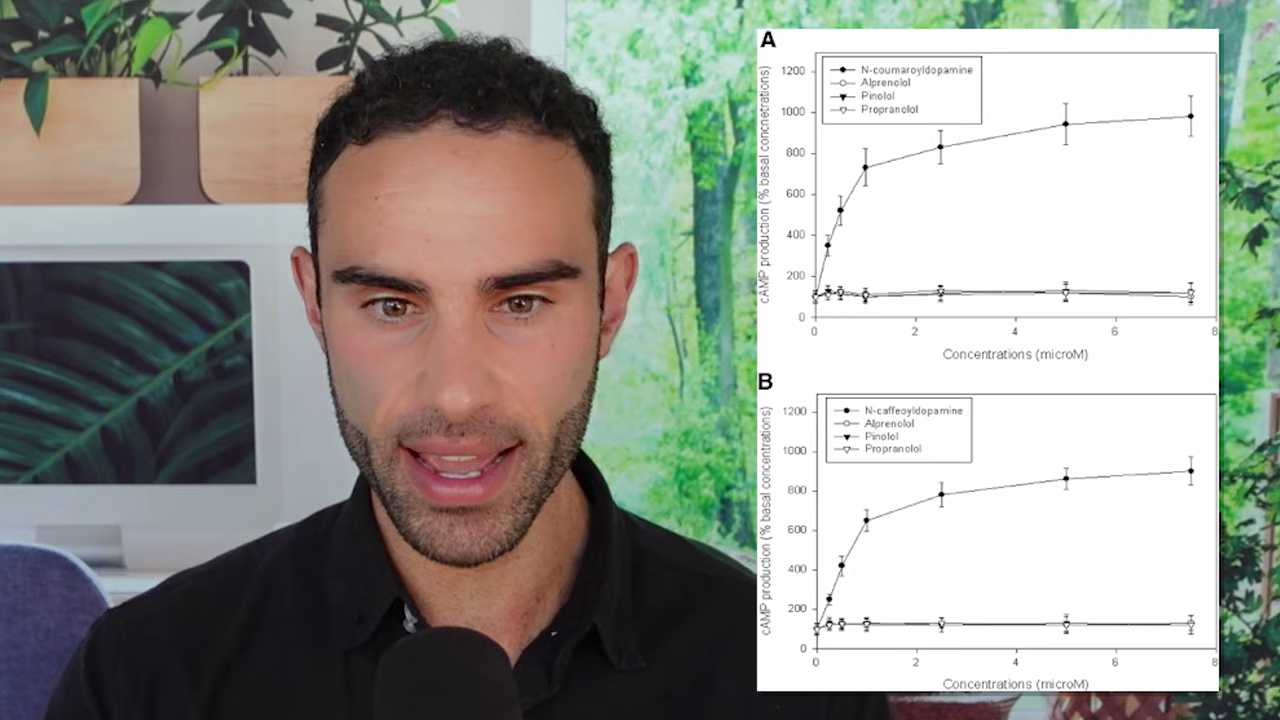 A
cAMP production (% basal concnetrations)
1200
1000
800
600
400
200
0
N-coumaroyldopamine
Alprenolol
Pinolol
Propranolol
0 2 4 6 8
Concentrations (microM)
B
cAMP production (% basal concentrations)
1200
1000
800
600
400
200
0
N-caffeoyldopamine
Alprenolol
Pinolol
Propranolol
0 2 4 6 8
Concentrations (microM)